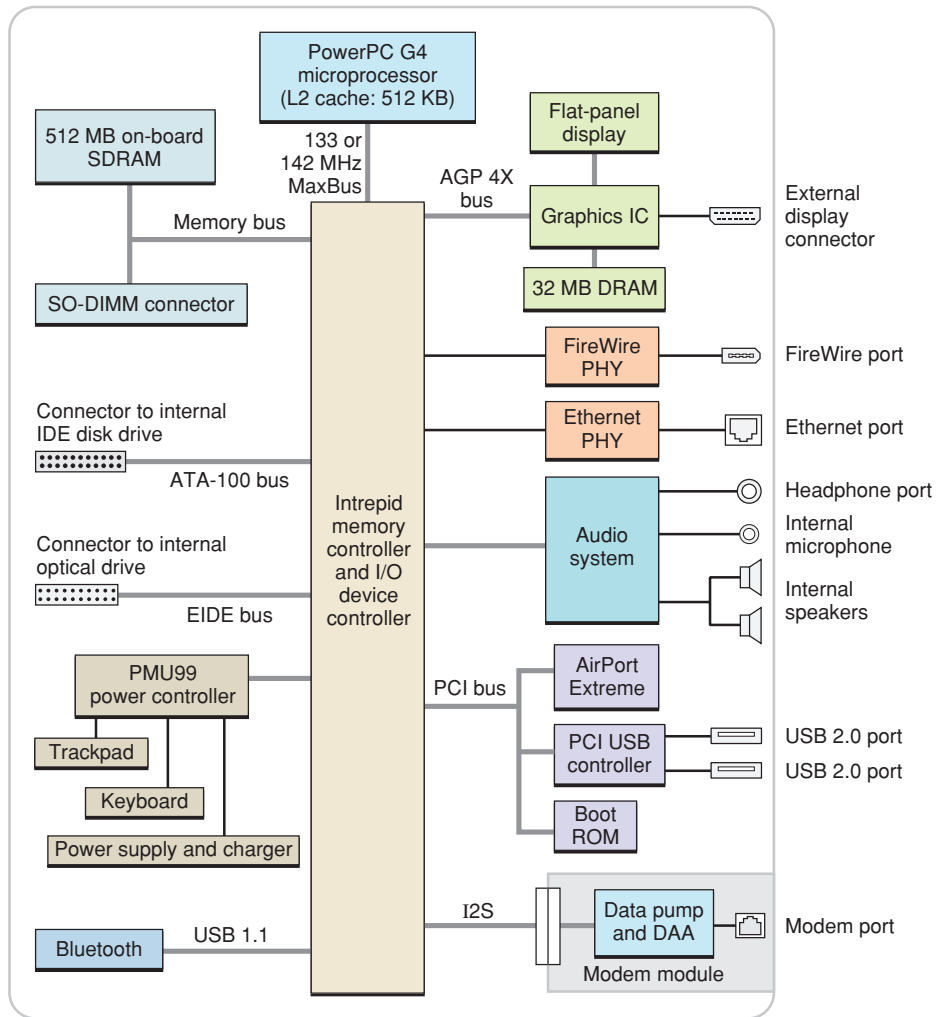 PowerPC G4
microprocessor
(L2 cache: 512 KB)
512 MB on-board
SDRAM
133 or
142 MHz
MaxBus
Flat-panel
display
AGP 4X
bus
Graphics IC
External
display
connector
Memory bus
SO-DIMM connector
32 MB DRAM
FireWire
PHY
FireWire port
Connector to internal
IDE disk drive
ATA-100 bus
Ethernet
PHY
Ethernet port
Intrepid
memory
controller
and I/O
device
controller
Audio
system
Headphone port
Internal
microphone
Internal
speakers
Connector to internal
optical drive
EIDE bus
PMU99
power controller
Trackpad
Keyboard
Power supply and charger
PCI bus
AirPort
Extreme
PCI USB
controller
USB 2.0 port
USB 2.0 port
Boot
ROM
Bluetooth
USB 1.1
I2S
Data pump
and DAA
Modem module
Modem port